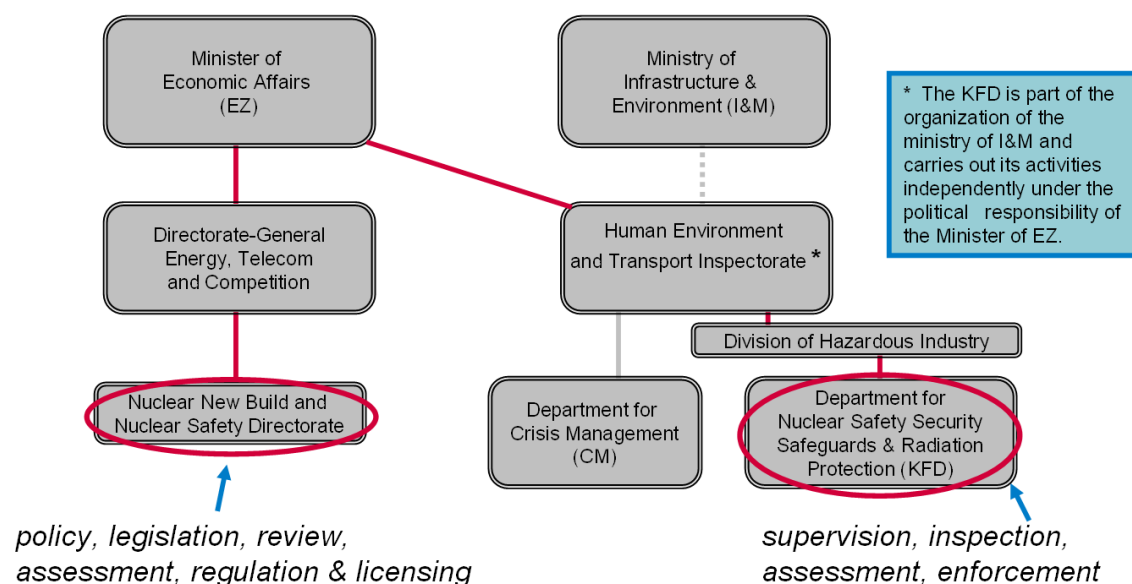 Minister of
Economic Affairs
(EZ)
Ministry of
Infrastructure &
Environment (I&M)
* The KFD is part of the
organization of the
ministry of I&M and
carries out its activities
independently under the
political responsibility of
the Minister of EZ.
Directorate-General
Energy, Telecom
and Competition
Human Environment
and Transport Inspectorate *
Division of Hazardous Industry
Nuclear New Build and
Nuclear Safety Directorate
Department for
Crisis Management
(CM)
Department for
Nuclear Safety Security
Safeguards & Radiation
Protection (KFD)
policy, legislation, review,
assessment, regulation & licensing
supervision, inspection,
assessment, enforcement